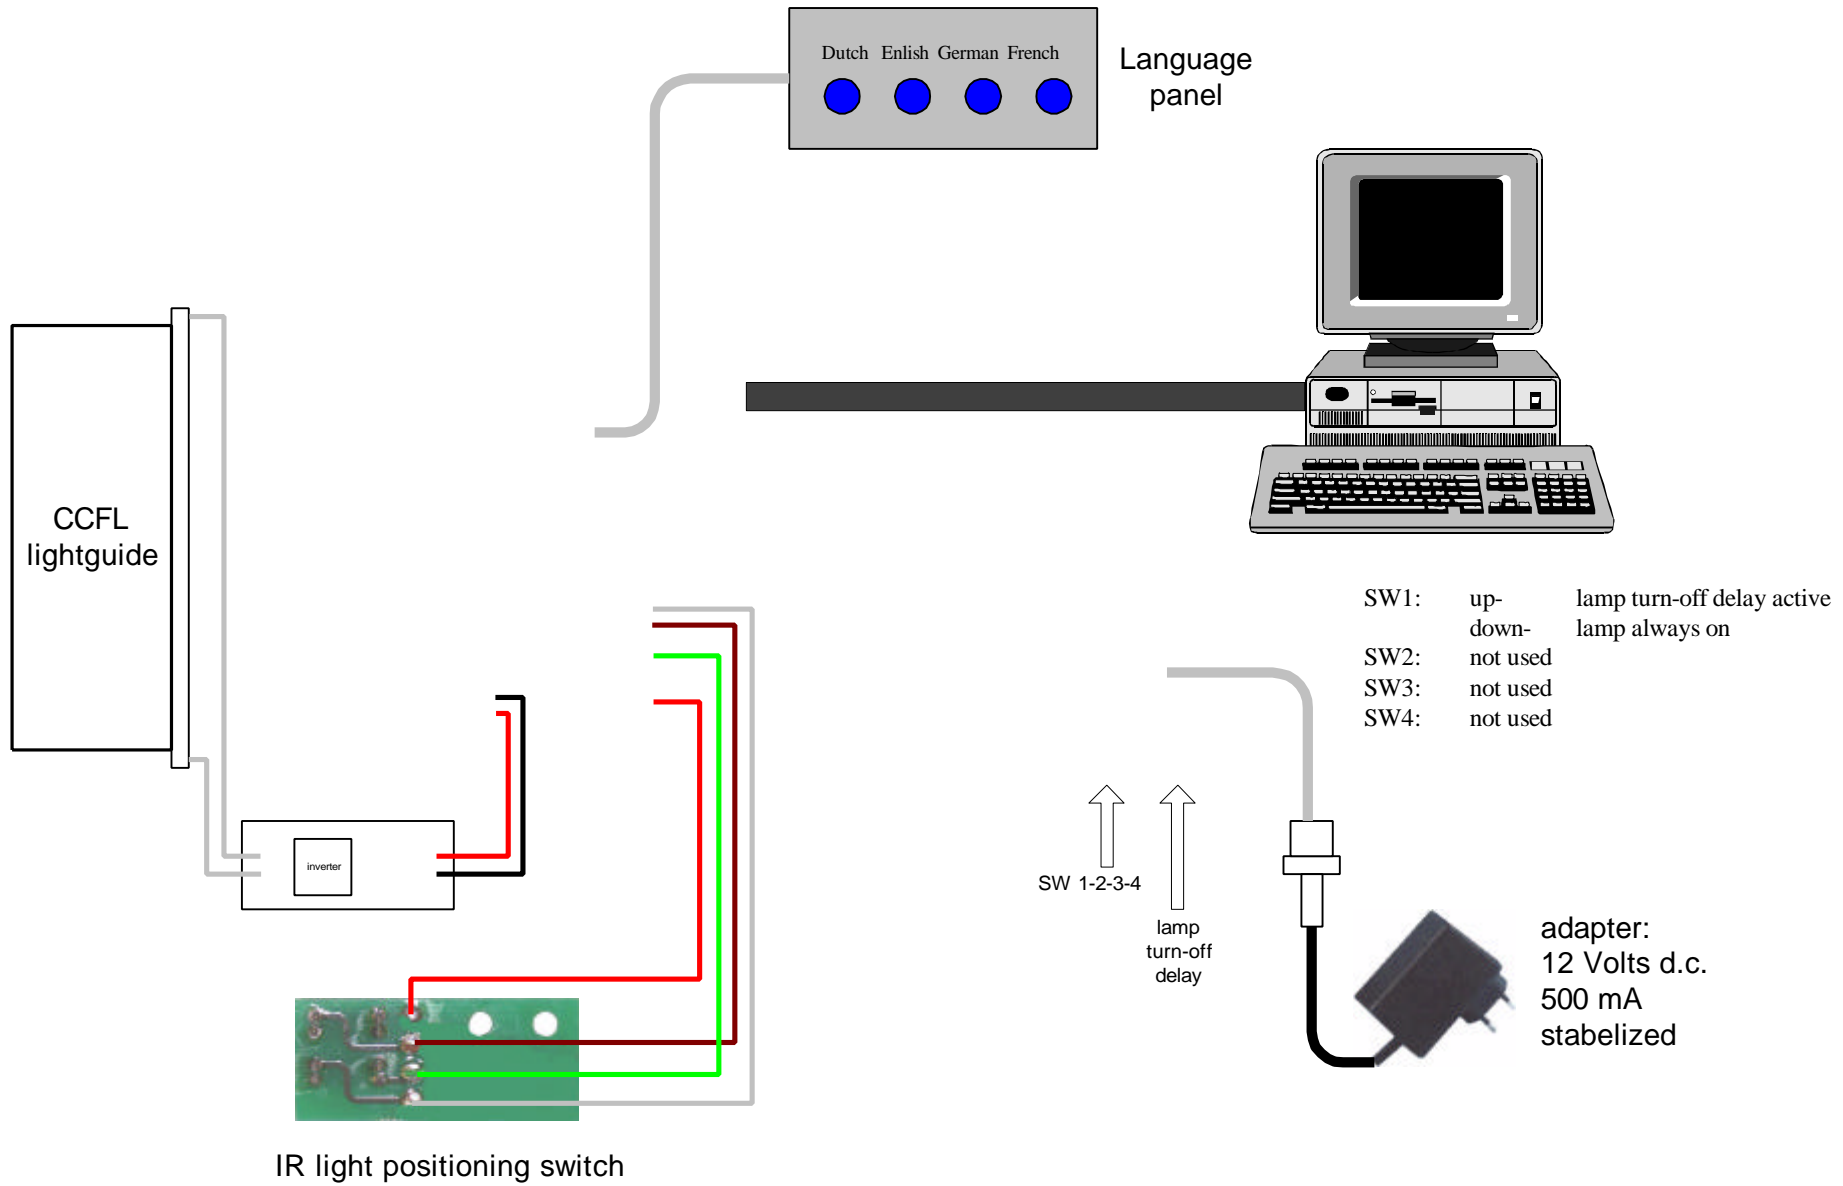 Dutch Enlish German French
Language
panel
CCFL
lightguide
SW1: up- lamp turn-off delay active
down- lamp always on
SW2: not used
SW3: not used
SW4: not used
inverter
SW 1-2-3-4
lamp
turn-off
delay
adapter:
12 Volts d.c.
500 mA
stabelized
IR light positioning switch